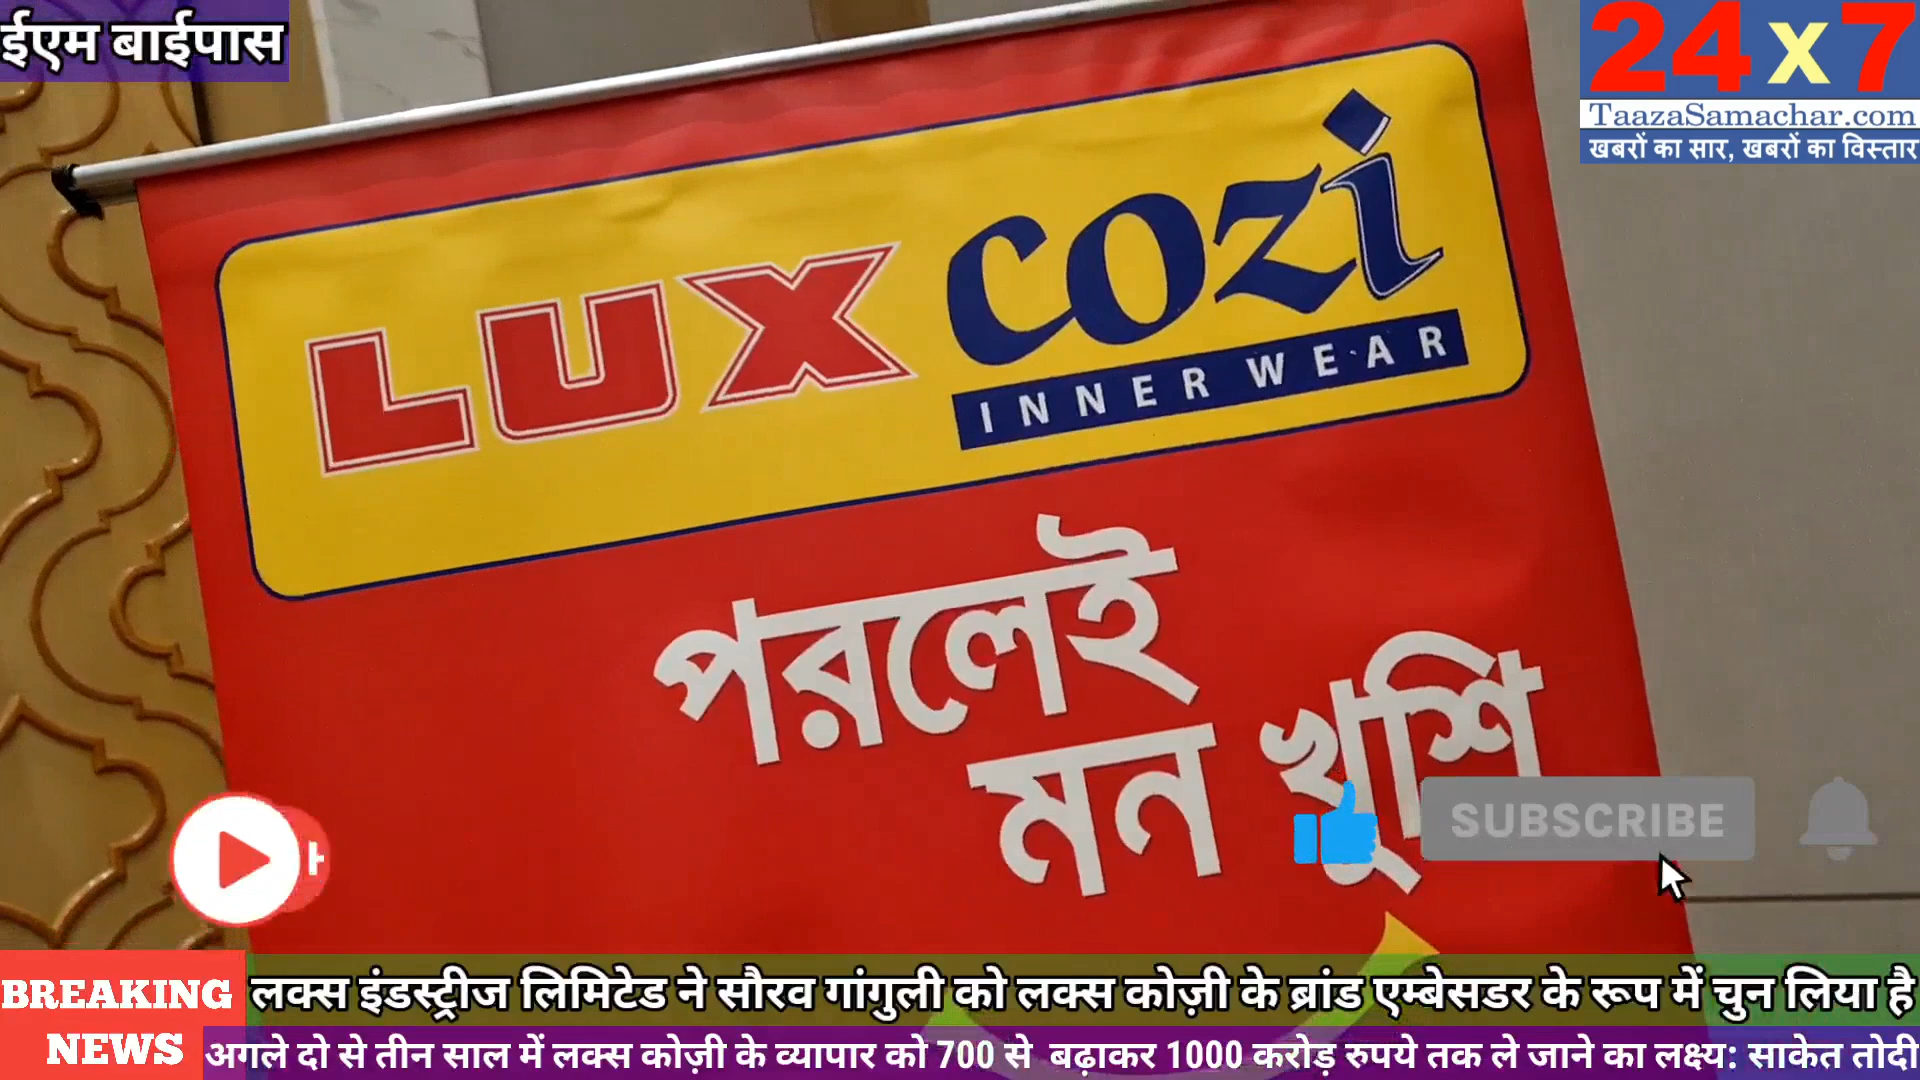 ईएम बाईपास
24x7
TaazaSamachar.com
खबरों का सार, खबरों का विस्तार
LUX cozi
INNER WEAR
পরলেই
মন খুশি
SUBSCRIBE
BREAKING
NEWS
लक्स इंडस्ट्रीज लिमिटेड ने सौरव गांगुली को लक्स कोज़ी के ब्रांड एम्बेसडर के रूप में चुन लिया है
अगले दो से तीन साल में लक्स कोज़ी के व्यापार को 700 से बढ़ाकर 1000 करोड़ रुपये तक ले जाने का लक्ष्य: साकेत तोदी